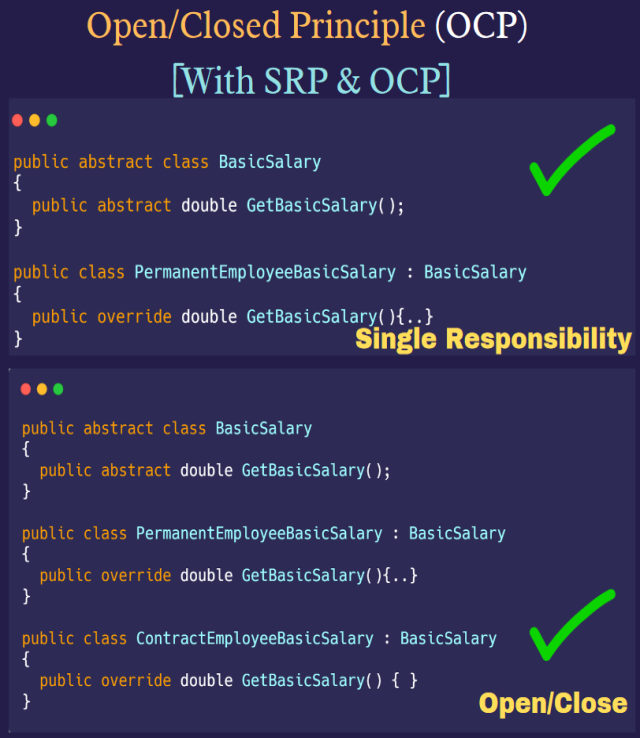 Open/Closed Principle (OCP)
[With SRP & OCP]
public abstract class BasicSalary
{
public abstract double GetBasicSalary();
}
public class PermanentEmployeeBasicSalary : BasicSalary
{
public override double GetBasicSalary(){..}
}
Single Responsibility
public abstract class BasicSalary
{
public abstract double GetBasicSalary();
}
public class PermanentEmployeeBasicSalary : BasicSalary
{
public override double GetBasicSalary(){..}
}
public class ContractEmployeeBasicSalary : BasicSalary
{
public override double GetBasicSalary() { }
}
Open/Close